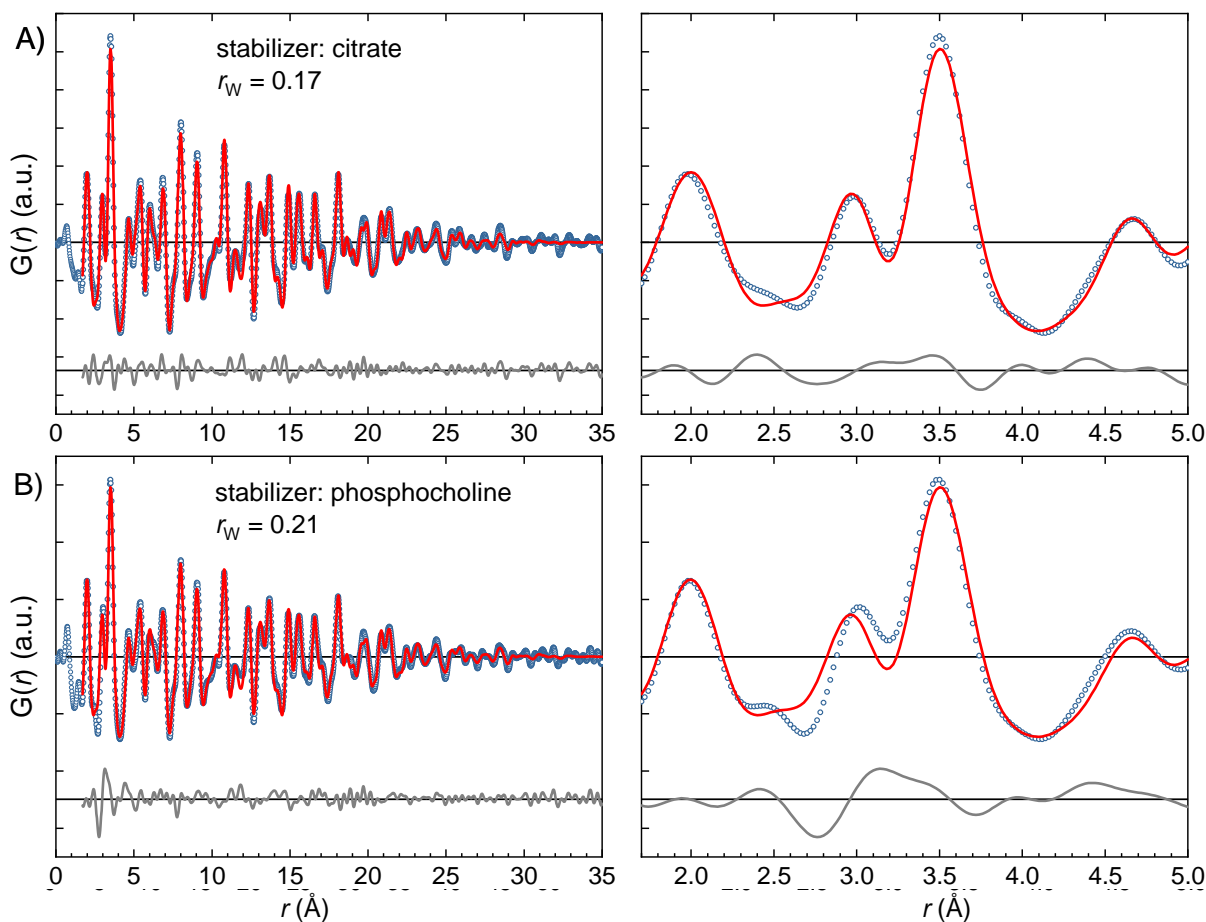 A)
stabilizer: citrate
rW = 0.17
G(r) (a.u.)
0 5 10 15 20 25 30 35
2.0 2.5 3.0 3.5 4.0 4.5 5.0
B)
stabilizer: phosphocholine
rW = 0.21
G(r) (a.u.)
0 5 10 15 20 25 30 35
2.0 2.5 3.0 3.5 4.0 4.5 5.0
r (Å)
r (Å)